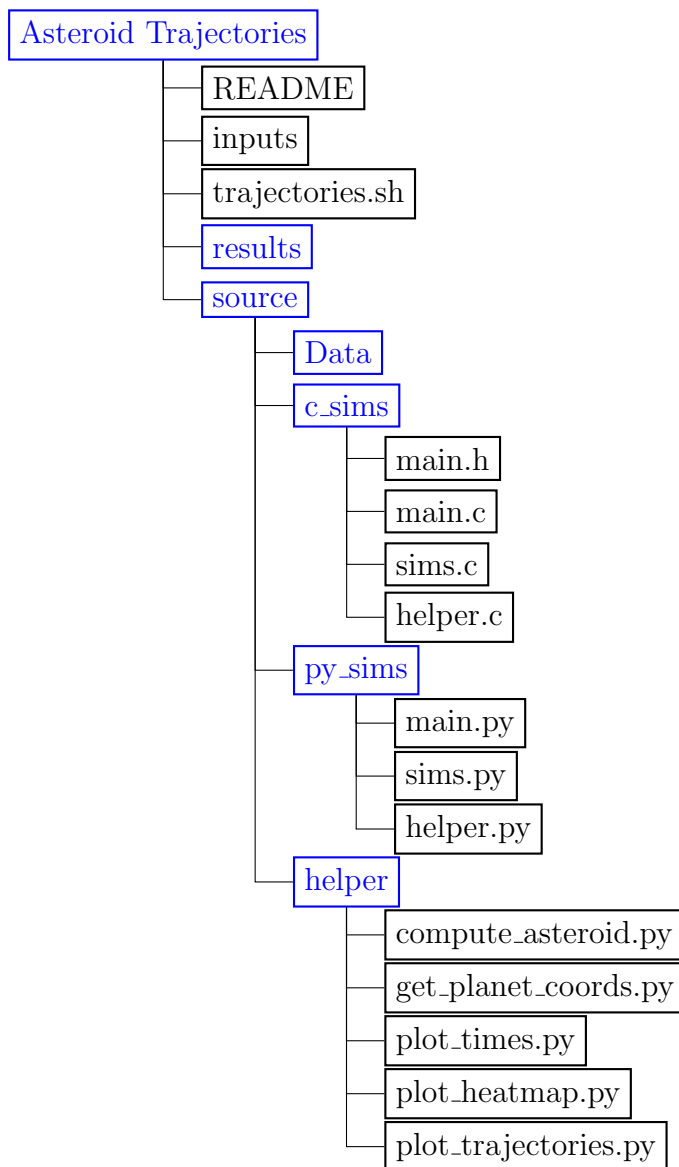 Asteroid Trajectories
README
inputs
trajectories.sh
results
source
Data
c_sims
main.h
main.c
sims.c
helper.c
py_sims
main.py
sims.py
helper.py
helper
compute_asteroid.py
get_planet_coords.py
plot_times.py
plot_heatmap.py
plot_trajectories.py